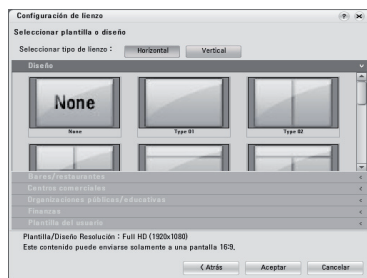 Configuración de lienzo
Seleccionar plantilla o diseño
Seleccionar tipo de lienzo :
Horizontal
Vertical
Diseño
None
None
Type 01
Type 02
Bares/restaurantes
Centros comerciales
Organizaciones públicas/educativas
Finances
Plantilla del usuario
Plantilla/Diseño Resolución : Full HD (1920x1080)
Este contenido puede enviarse solamente a una pantalla 16:9.
< Atrás
Aceptar
Cancelar